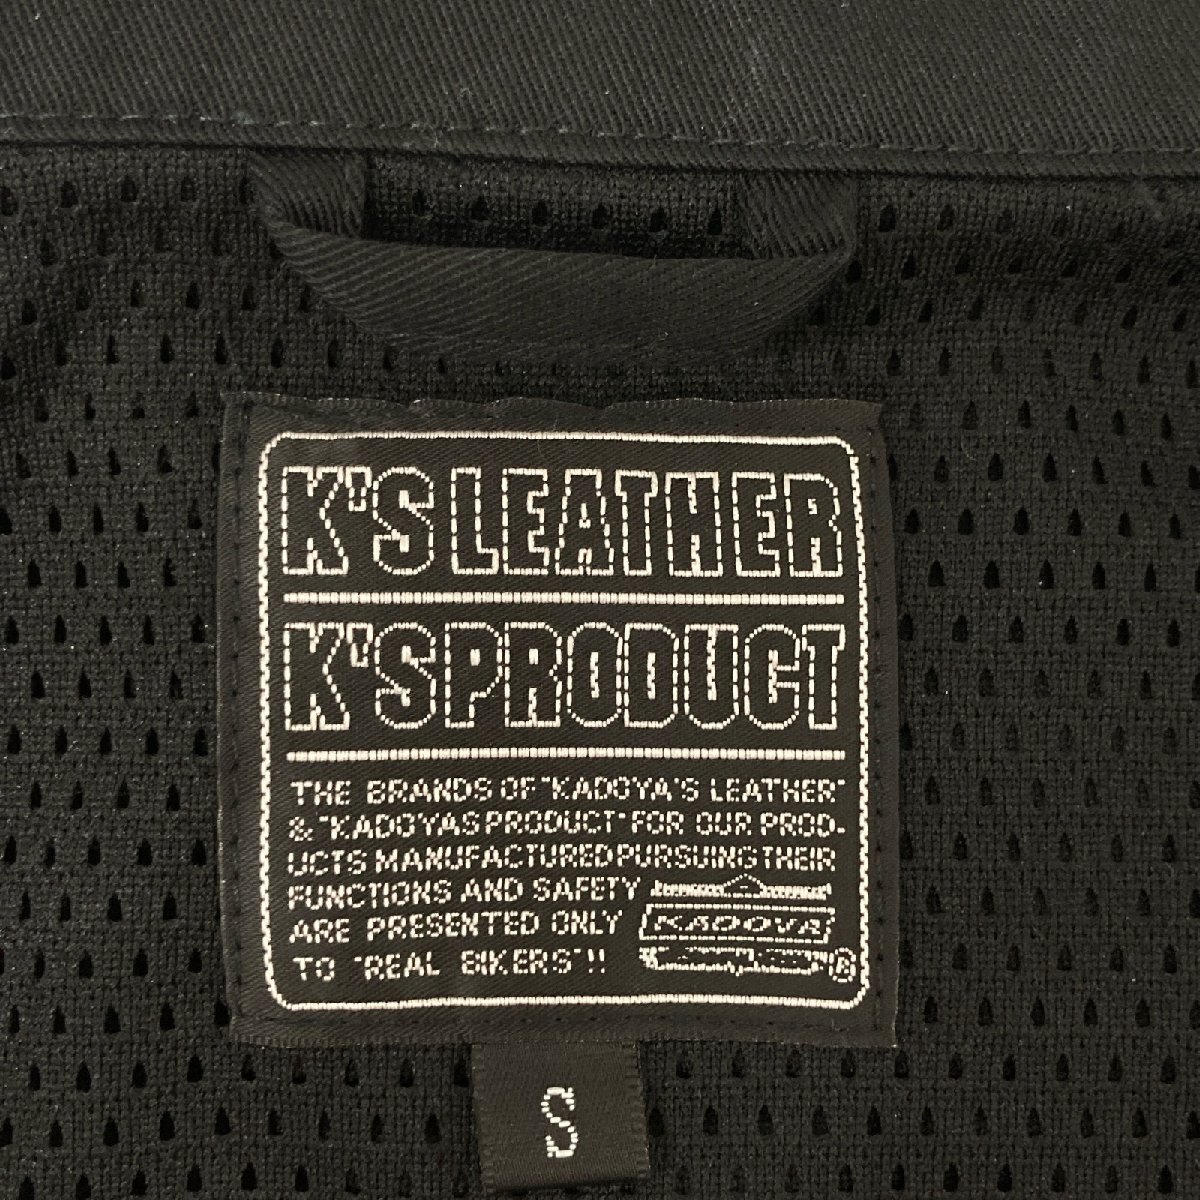 K'S LEATHER
K'S PRODUCT
THE BRANDS OF "KADOYA'S LEATHER"
& "KADOYAS PRODUCT" FOR OUR PROD-
UCTS MANUFACTURED PURSUING THEIR
FUNCTIONS AND SAFETY
ARE PRESENTED ONLY
TO "REAL BIKERS"!!
KADOYA
®
S